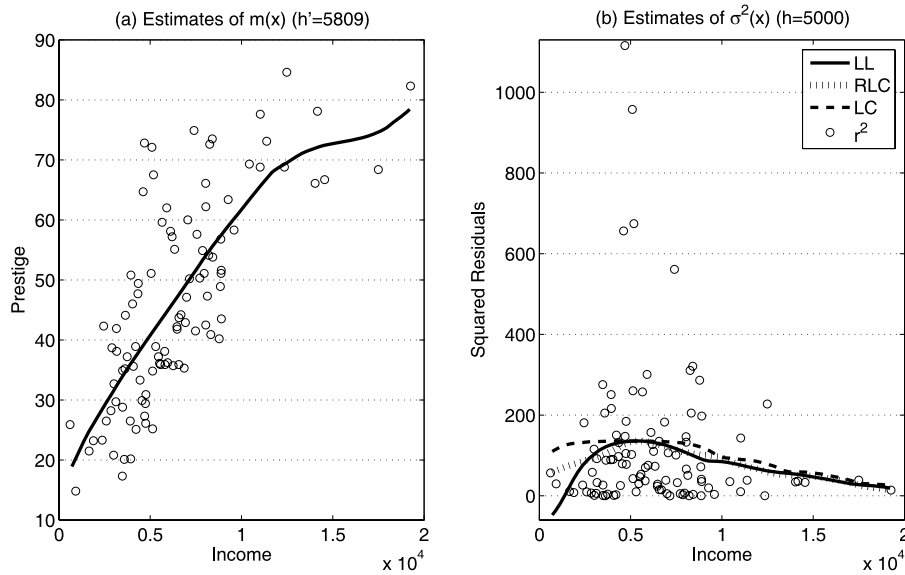 (a) Estimates of m(x) (h'=5809)
90
80
70
60
50
40
30
20
10
Prestige
0
0.5
1
1.5
2
Income
x 10^4
(b) Estimates of σ^2(x) (h=5000)
LL
RLC
LC
r^2
1000
800
600
400
200
0
Squared Residuals
0
0.5
1
1.5
2
Income
x 10^4